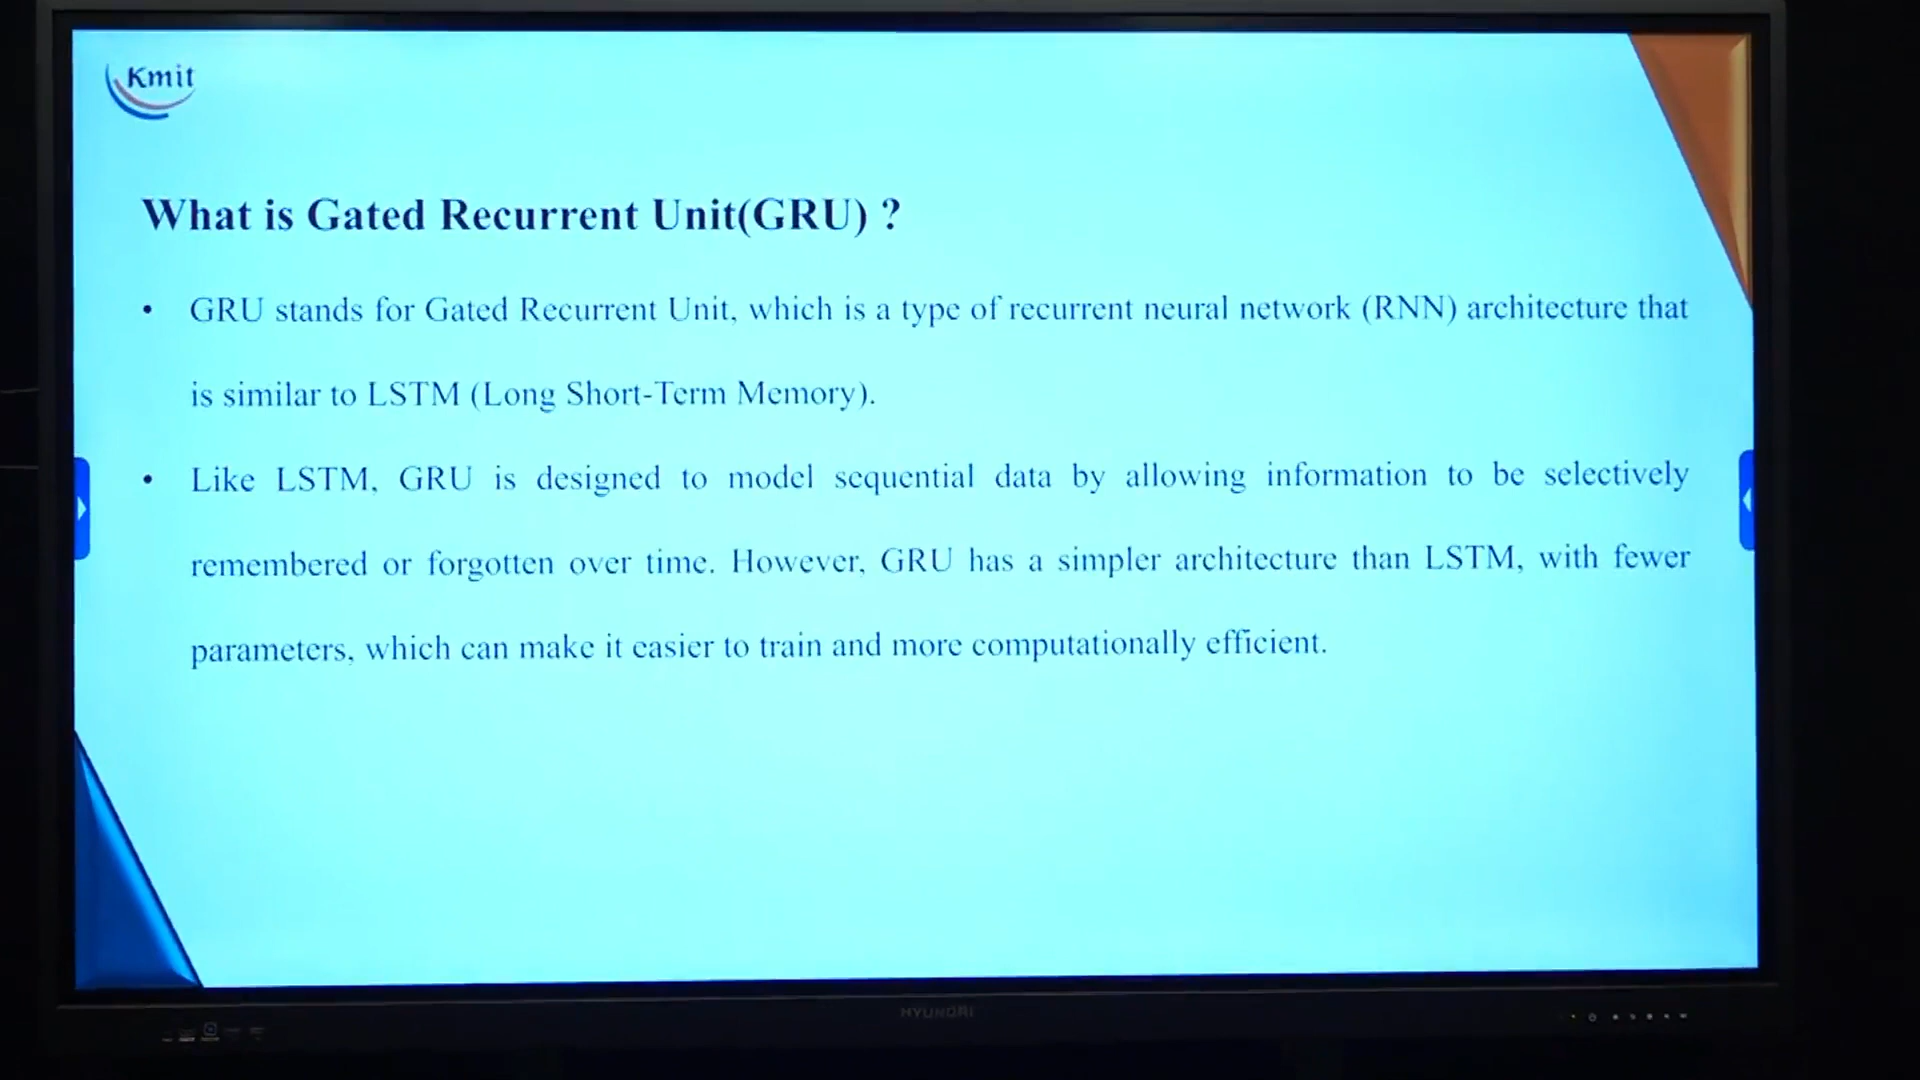 Kmit
What is Gated Recurrent Unit(GRU) ?
• GRU stands for Gated Recurrent Unit, which is a type of recurrent neural network (RNN) architecture that
is similar to LSTM (Long Short-Term Memory).
• Like LSTM, GRU is designed to model sequential data by allowing information to be selectively
remembered or forgotten over time. However, GRU has a simpler architecture than LSTM, with fewer
parameters, which can make it easier to train and more computationally efficient.
HYUNDAI